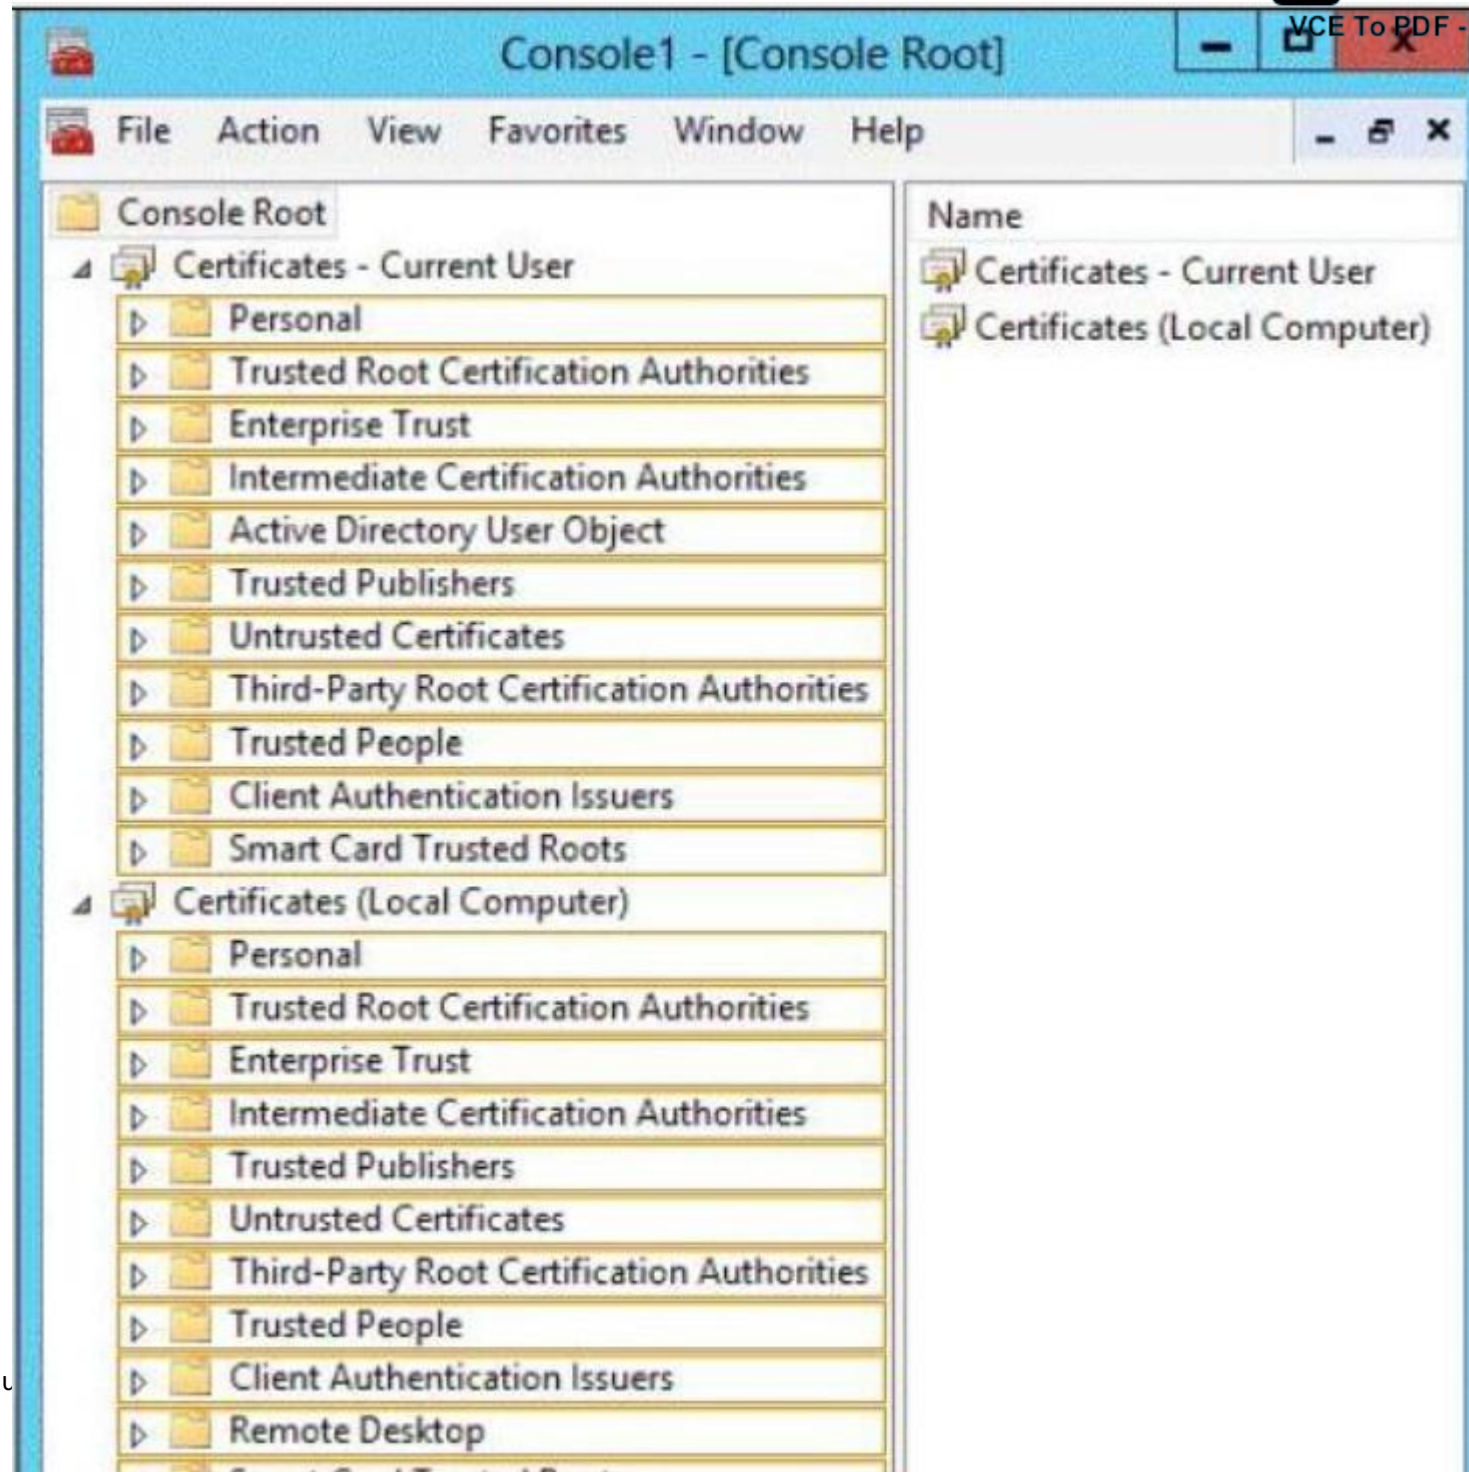 VCE To PDF -
Console1 - [Console Root]
File Action View Favorites Window Help
Console Root
Certificates - Current User
Personal
Trusted Root Certification Authorities
Enterprise Trust
Intermediate Certification Authorities
Active Directory User Object
Trusted Publishers
Untrusted Certificates
Third-Party Root Certification Authorities
Trusted People
Client Authentication Issuers
Smart Card Trusted Roots
Certificates (Local Computer)
Personal
Trusted Root Certification Authorities
Enterprise Trust
Intermediate Certification Authorities
Trusted Publishers
Untrusted Certificates
Third-Party Root Certification Authorities
Trusted People
Client Authentication Issuers
Remote Desktop
Name
Certificates - Current User
Certificates (Local Computer)